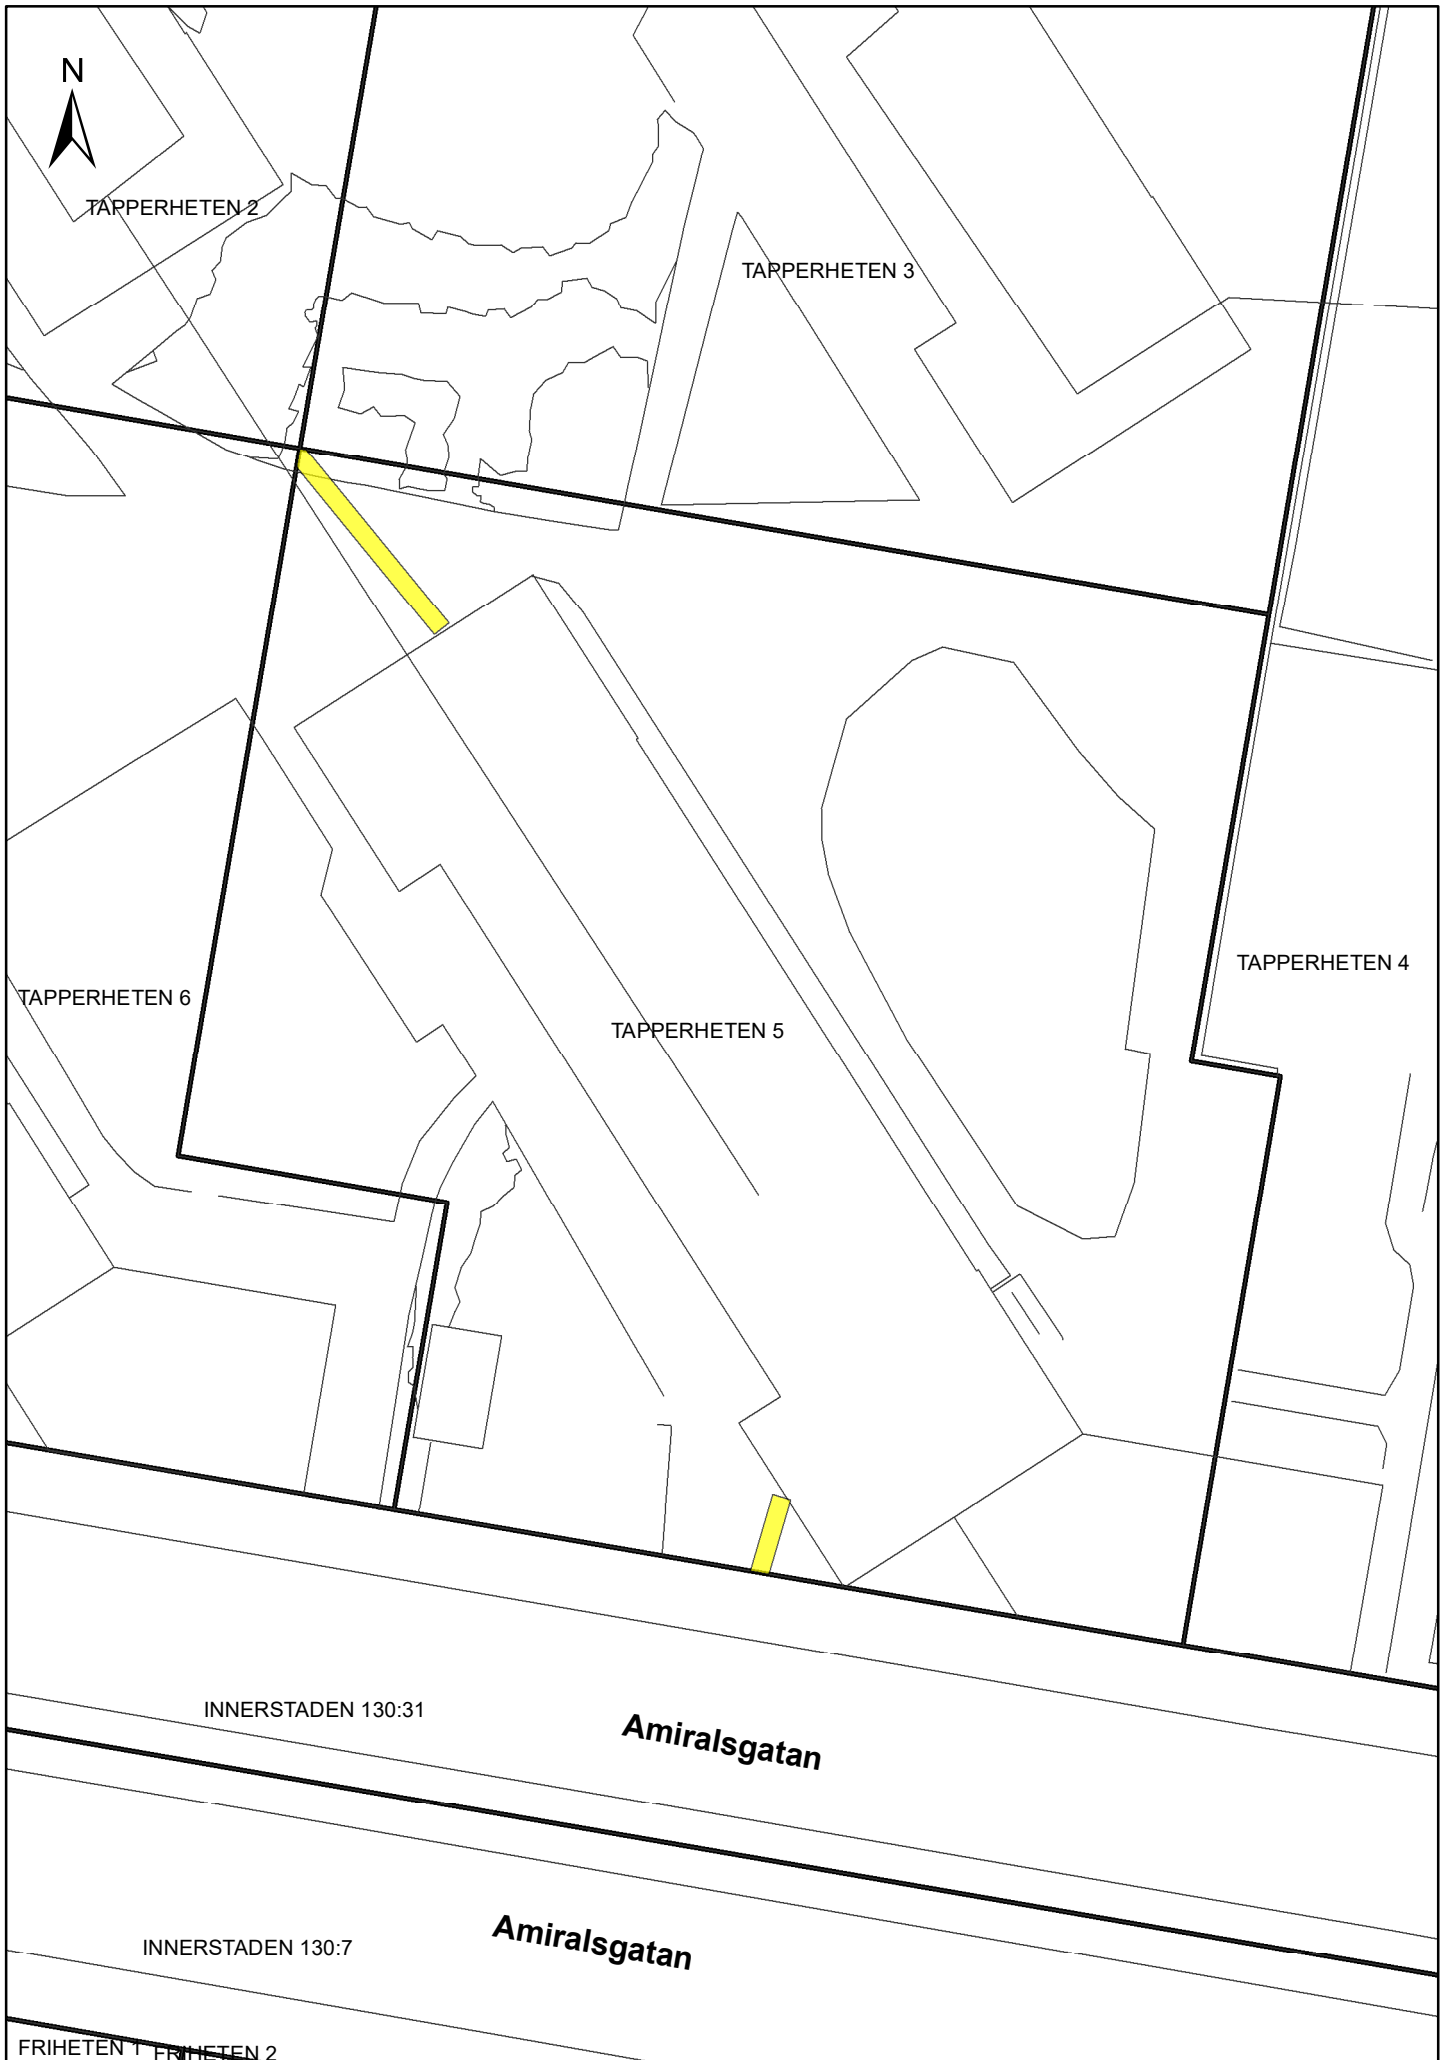 N
TAPPERHETEN 2
TAPPERHETEN 3
TAPPERHETEN 4
TAPPERHETEN 6
TAPPERHETEN 5
INNERSTADEN 130:31
Amiralsgatan
Amiralsgatan
INNERSTADEN 130:7
FRIHETEN 1
FRIHETEN 2